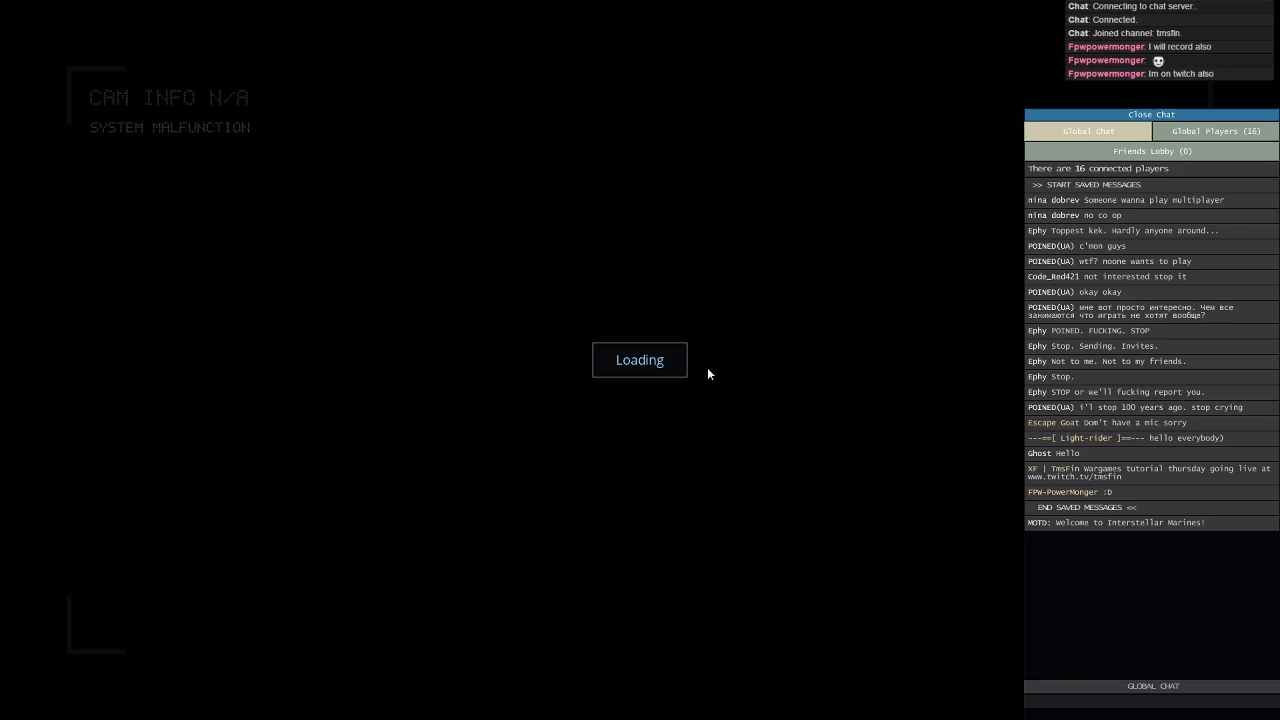 Chat: Connecting to chat server..
Chat: Connected.
Chat: Joined channel: tmsfin.
Fpwpowermonger: I will record also
Fpwpowermonger:
Fpwpowermonger: Im on twitch also
CAM INFO N/A
SYSTEM MALFUNCTION
Close Chat
Global Chat
Global Players (16)
Friends Lobby (0)
There are 16 connected players
>> START SAVED MESSAGES
nina dobrev Someone wanna play multiplayer
nina dobrev no co op
Ephy Toppest kek. Hardly anyone around...
POINED(UA) c'mon guys
POINED(UA) wtf? noone wants to play
Code_Red421 not interested stop it
POINED(UA) okay okay
POINED(UA) мне вот просто интересно. Чем все
занимаются что играть не хотят вообще?
Ephy POINED. FUCKING. STOP
Ephy Stop. Sending. Invites.
Ephy Not to me. Not to my friends.
Ephy Stop.
Ephy STOP or we'll fucking report you.
POINED(UA) i'l stop 100 years ago. stop crying
Escape Goat Dom't have a mic sorry
---==[ Light-rider ]==--- hello everybody)
Ghost Hello
XF | TmsFin Wargames tutorial thursday going live at
www.twitch.tv/tmsfin
FPW-PowerMonger :D
END SAVED MESSAGES <<
MOTD: Welcome to Interstellar Marines!
Loading
GLOBAL CHAT